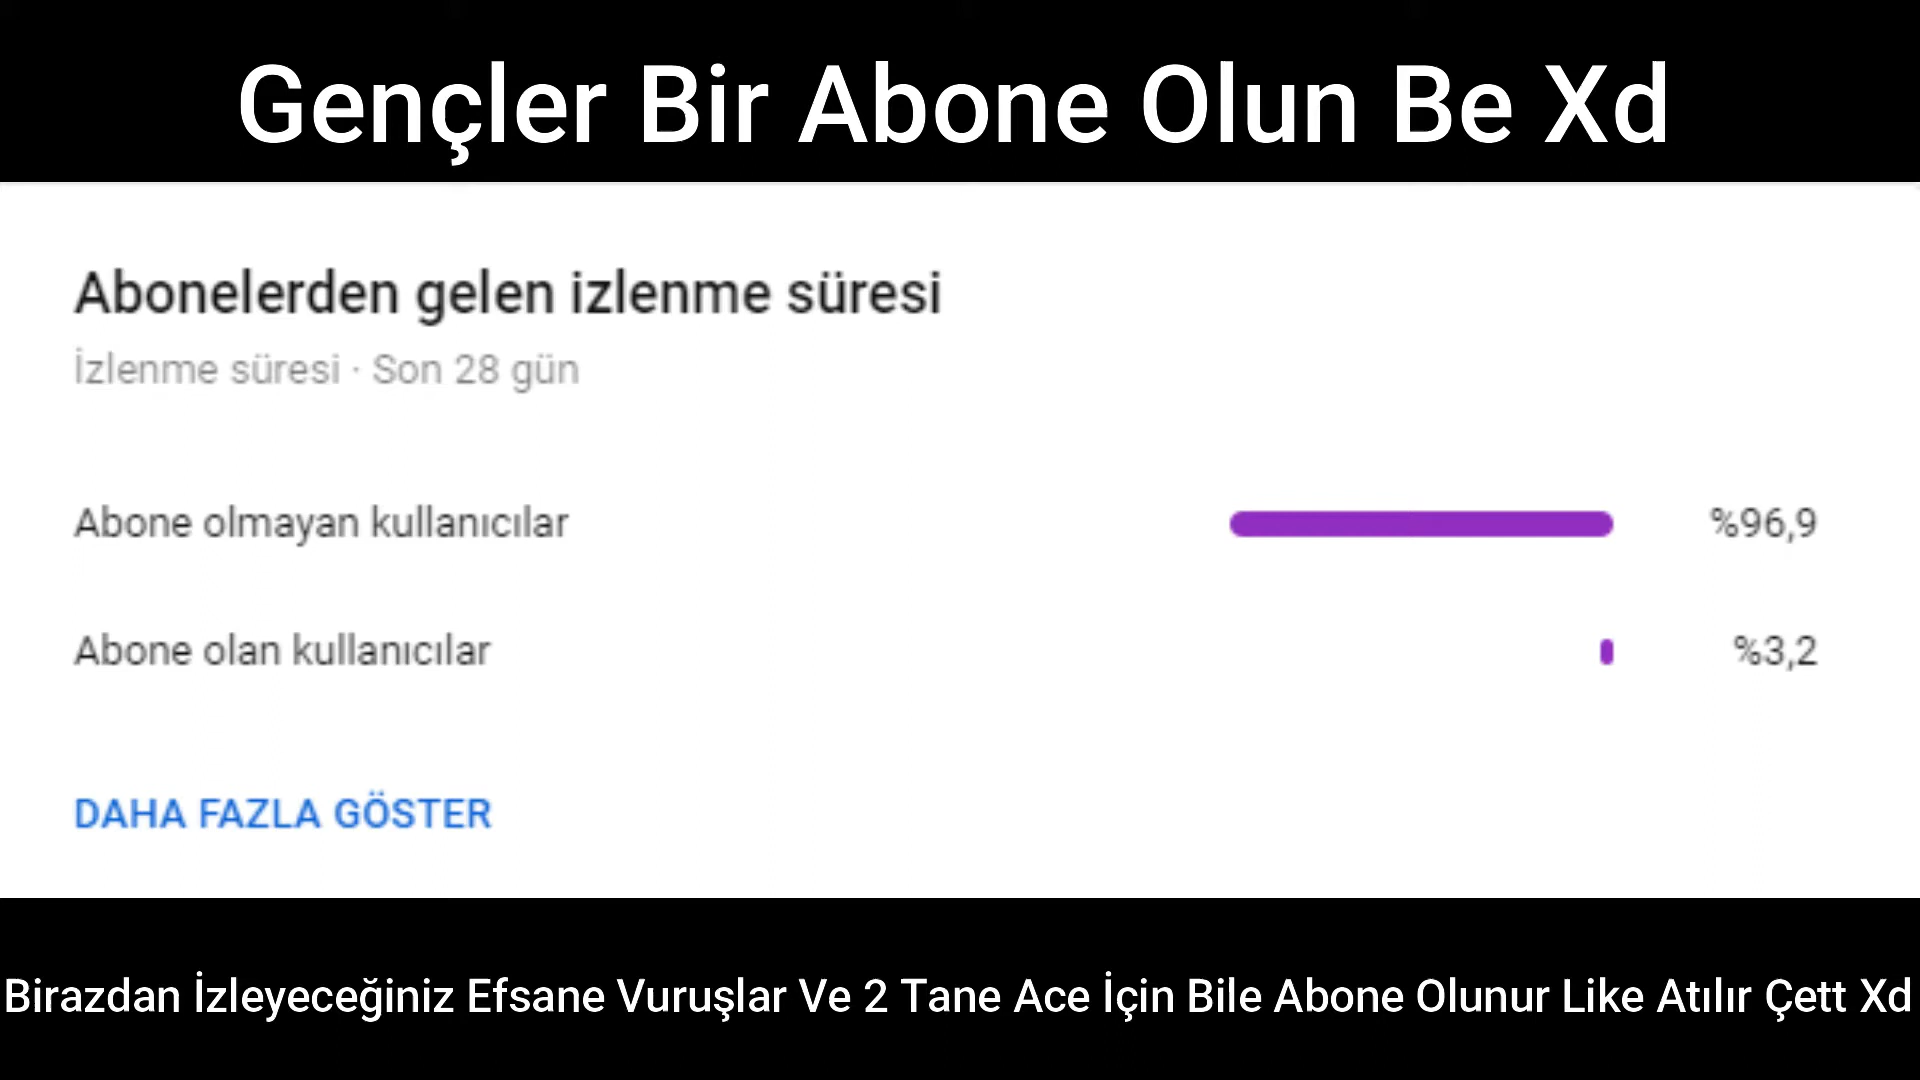 Gençler Bir Abone Olun Be Xd
Abonelerden gelen izlenme süresi
İzlenme süresi · Son 28 gün
Abone olmayan kullanıcılar %96,9
Abone olan kullanıcılar %3,2
DAHA FAZLA GÖSTER
Birazdan İzleyeceğiniz Efsane Vuruşlar Ve 2 Tane Ace İçin Bile Abone Olunur Like Atılır Çett Xd